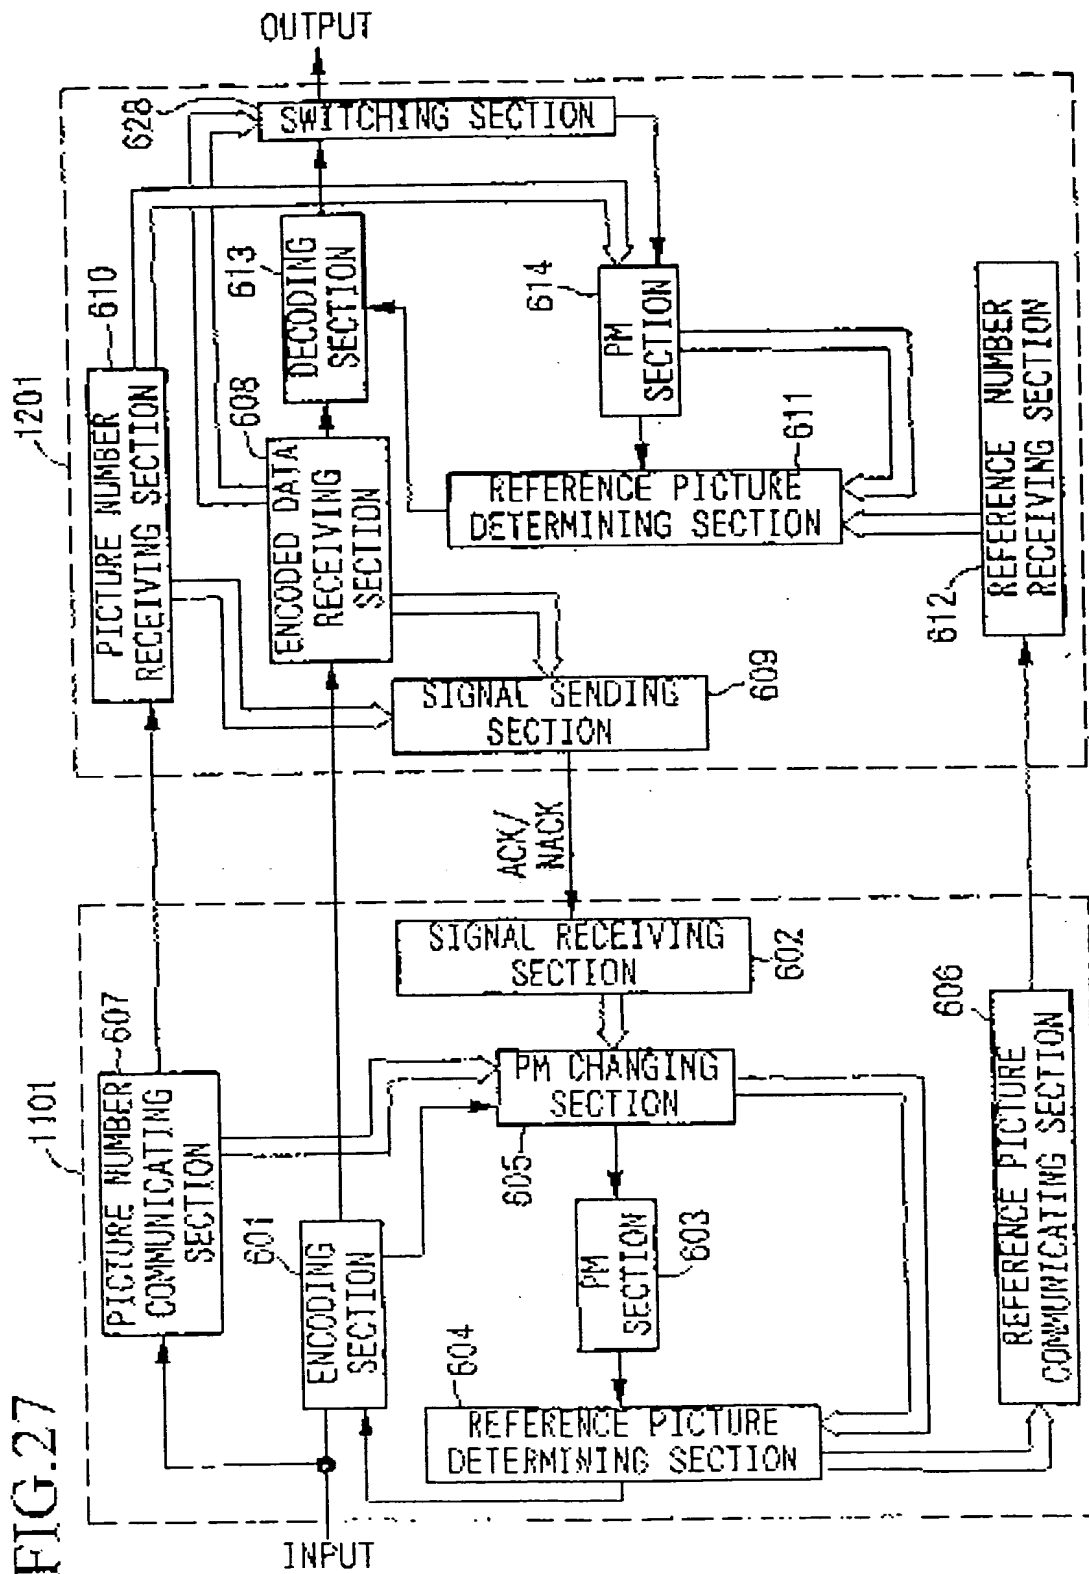 FIG.27
INPUT
1101
PICTURE NUMBER
COMMUNICATING
SECTION
607
ENCODING
SECTION
601
REFERENCE PICTURE
DETERMINING SECTION
604
PM
SECTION
603
PM CHANGING
SECTION
605
SIGNAL RECEIVING
SECTION
602
REFERENCE PICTURE
COMMUNICATING SECTION
606
ACK/
NACK
1201
PICTURE NUMBER
RECEIVING SECTION
610
ENCODED DATA
RECEIVING
SECTION
608
SIGNAL SENDING
SECTION
609
DECODING
SECTION
613
SWITCHING SECTION
628
OUTPUT
PM
SECTION
614
REFERENCE PICTURE
DETERMINING SECTION
611
REFERENCE NUMBER
RECEIVING SECTION
612